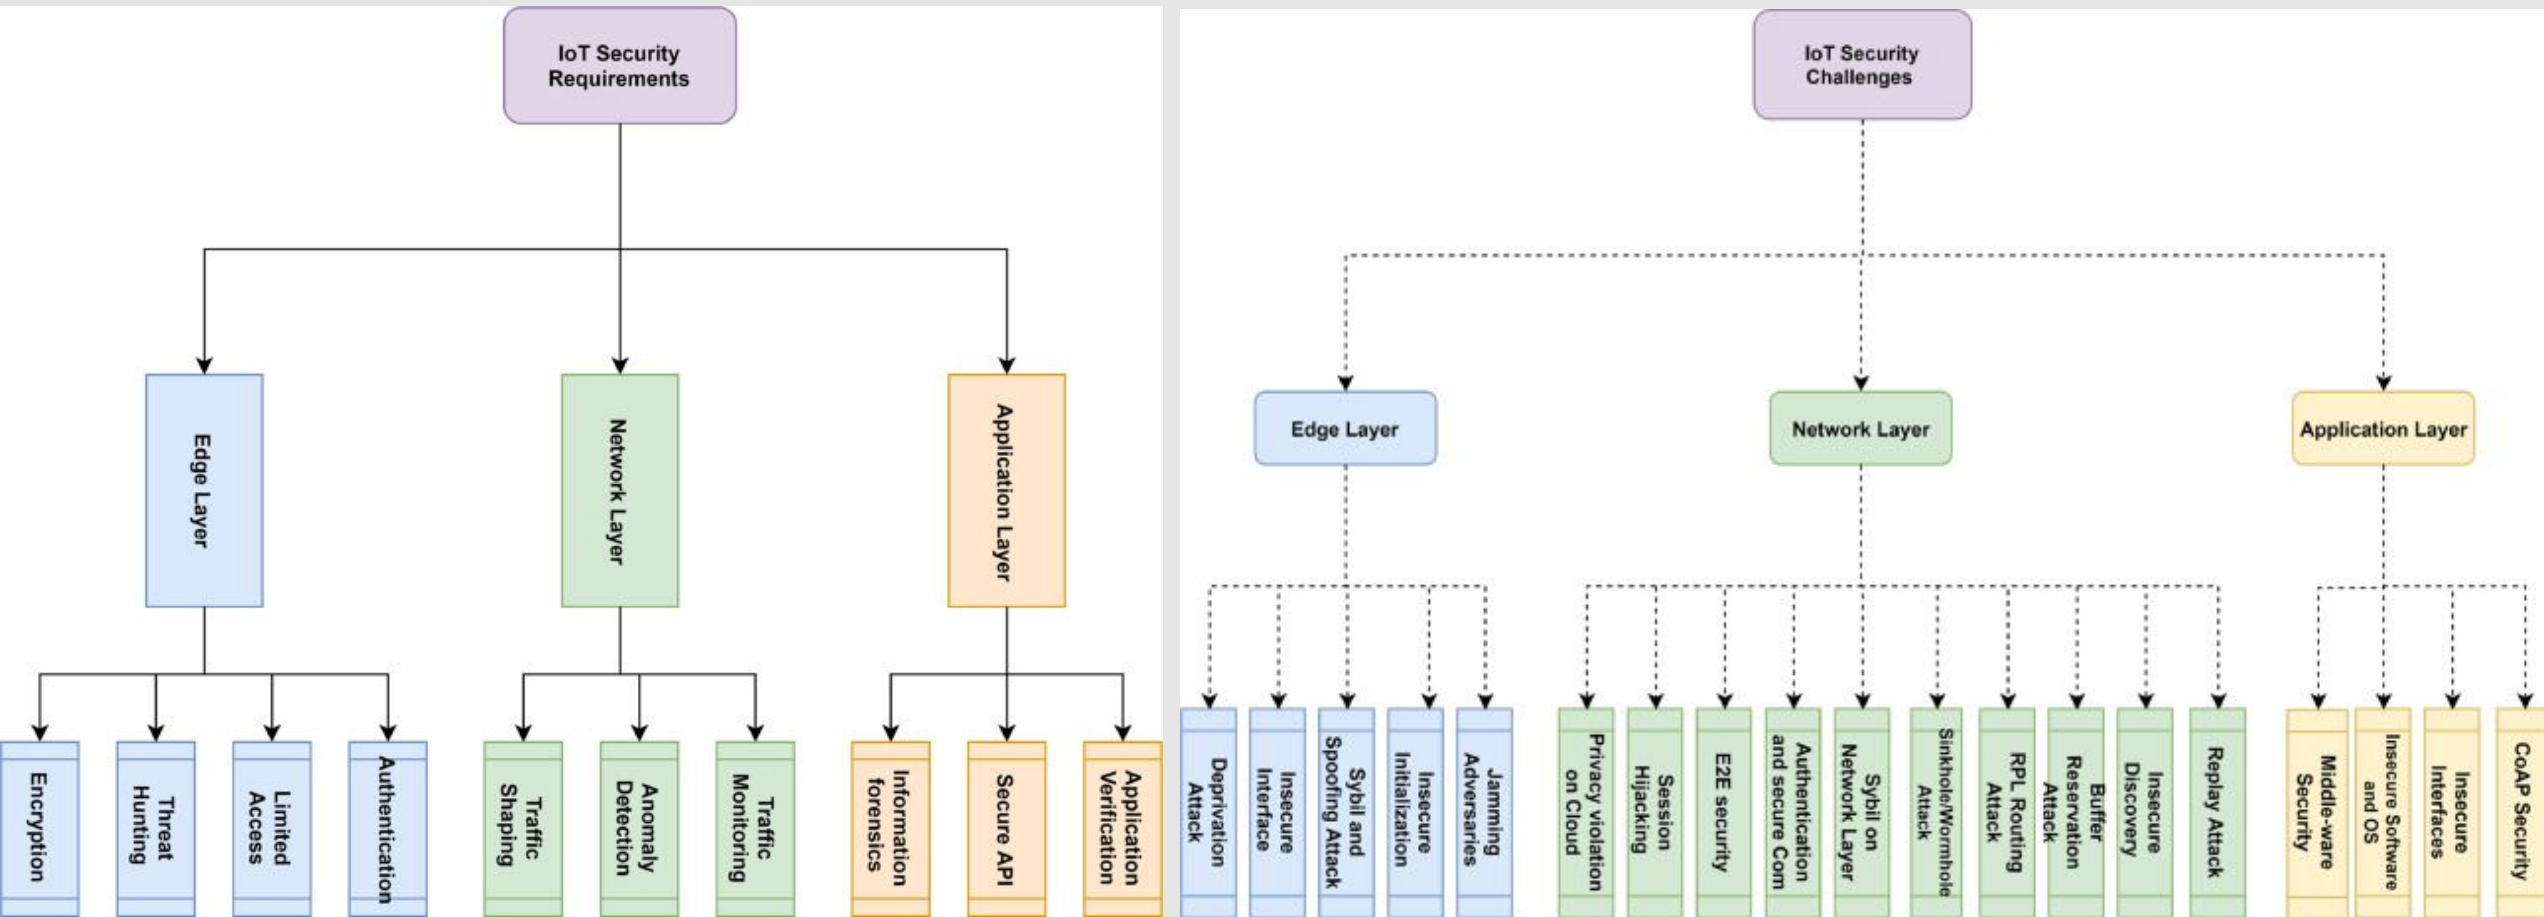 IoT Security
Requirements
Edge Layer
Network Layer
Application Layer
Encryption
Threat
Hunting
Limited
Access
Authentication
Traffic
Shaping
Anomaly
Detection
Traffic
Monitoring
Information
forensics
Secure API
Application
Verification
IoT Security
Challenges
Edge Layer
Network Layer
Application Layer
Deprivation
Attack
Insecure
Interface
Sybil and
Spoofing Attack
Insecure
Initialization
Jamming
Adversaries
Privacy violation
on Cloud
Session
Hijacking
E2E security
Authentication
and secure Com
Sybil on
Network Layer
Sinkhole/Wormhole
Attack
RPL Routing
Attack
Buffer
Reservation
Attack
Insecure
Discovery
Replay Attack
Middle-ware
Security
Insecure Software
and OS
Insecure
Interfaces
CoAP Security